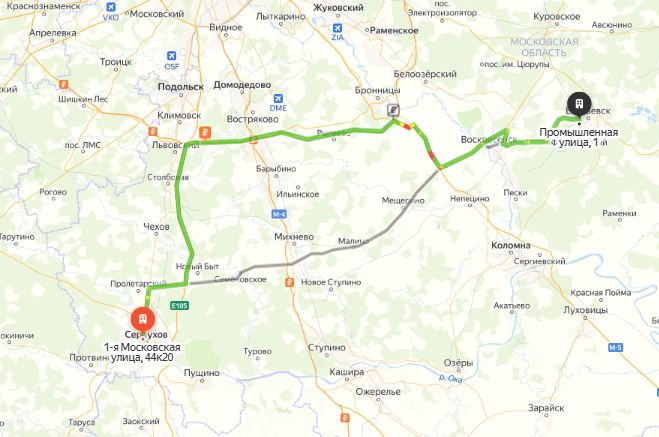 Краснознаменск
Московский
VKO
Видное
Лыткарино
Жуковский
пос.
Электроизолятор
Куровское
Авсюнино
Апрелевка
ZIA
Раменское
МОСКОВСКАЯ
ОБЛАСТЬ
пос. им. Цюрупы
Троицк
OSF
Белоозёрский
Подольск
Домодедово
Бронницы
Шишкин Лес
DME
Климовск
Востряково
Промышленная
улица, 1
пос. ЛМС
Львовский
Барыбино
Столбовая
Рогово
Ильинское
Мещерино
Непецино
Пески
Раменки
М-4
Чехов
Михнево
Малино
Коломна
Тарутино
Сергиевский
Новый Быт
Пролетарский
Семёновское
Новое Ступино
Красная Пойма
E105
Акатьево
Луховицы
Серпухов
1-я Московская
улица, 44к20
М-5
Протвино
Турово
Ступино
Озёры
Пущино
Кашира
р. Ока
Ожерелье
Таруса
Заокский
Зарайск